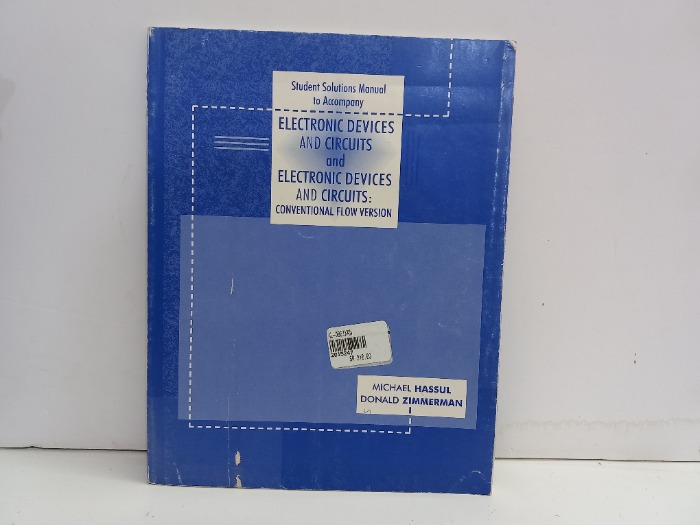 Student Solutions Manual
to Accompany
ELECTRONIC DEVICES
AND CIRCUITS
and
ELECTRONIC DEVICES
AND CIRCUITS:
CONVENTIONAL FLOW VERSION
MICHAEL HASSUL
DONALD ZIMMERMAN